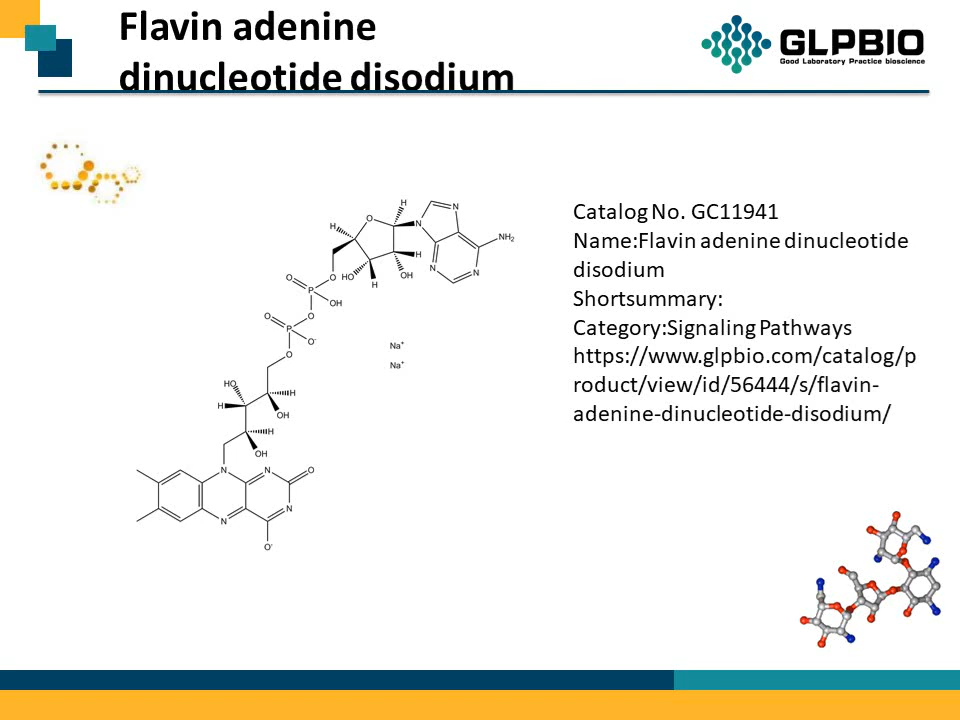 Flavin adenine
dinucleotide disodium
GLPBIO
Good Laboratory Practice bioscience
Catalog No. GC11941
Name:Flavin adenine dinucleotide
disodium
Shortsummary:
Category:Signaling Pathways
https://www.glpbio.com/catalog/p
roduct/view/id/56444/s/flavin-
adenine-dinucleotide-disodium/
H
N
O
H
N
NH₂
H
O
HO
H
OH
N
N
O
P
OH
O
O
P
O⁻
O
Na⁺
Na⁺
HO
H
H
OH
H
OH
N
N
O
N
N
O⁻